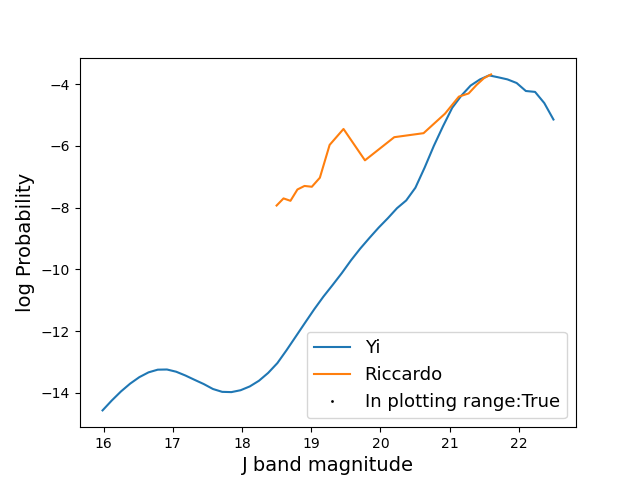 −4
−6
−8
−10
−12
−14
log Probability
16 17 18 19 20 21 22
J band magnitude
Yi
Riccardo
In plotting range:True